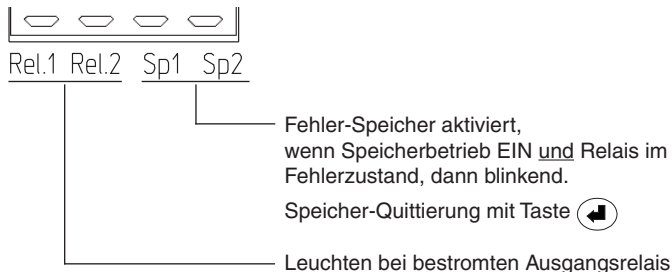 Rel.1 Rel.2 Sp1 Sp2
Fehler-Speicher aktiviert,
wenn Speicherbetrieb EIN und Relais im
Fehlerzustand, dann blinkend.
Speicher-Quittierung mit Taste
Leuchten bei bestromten Ausgangsrelais